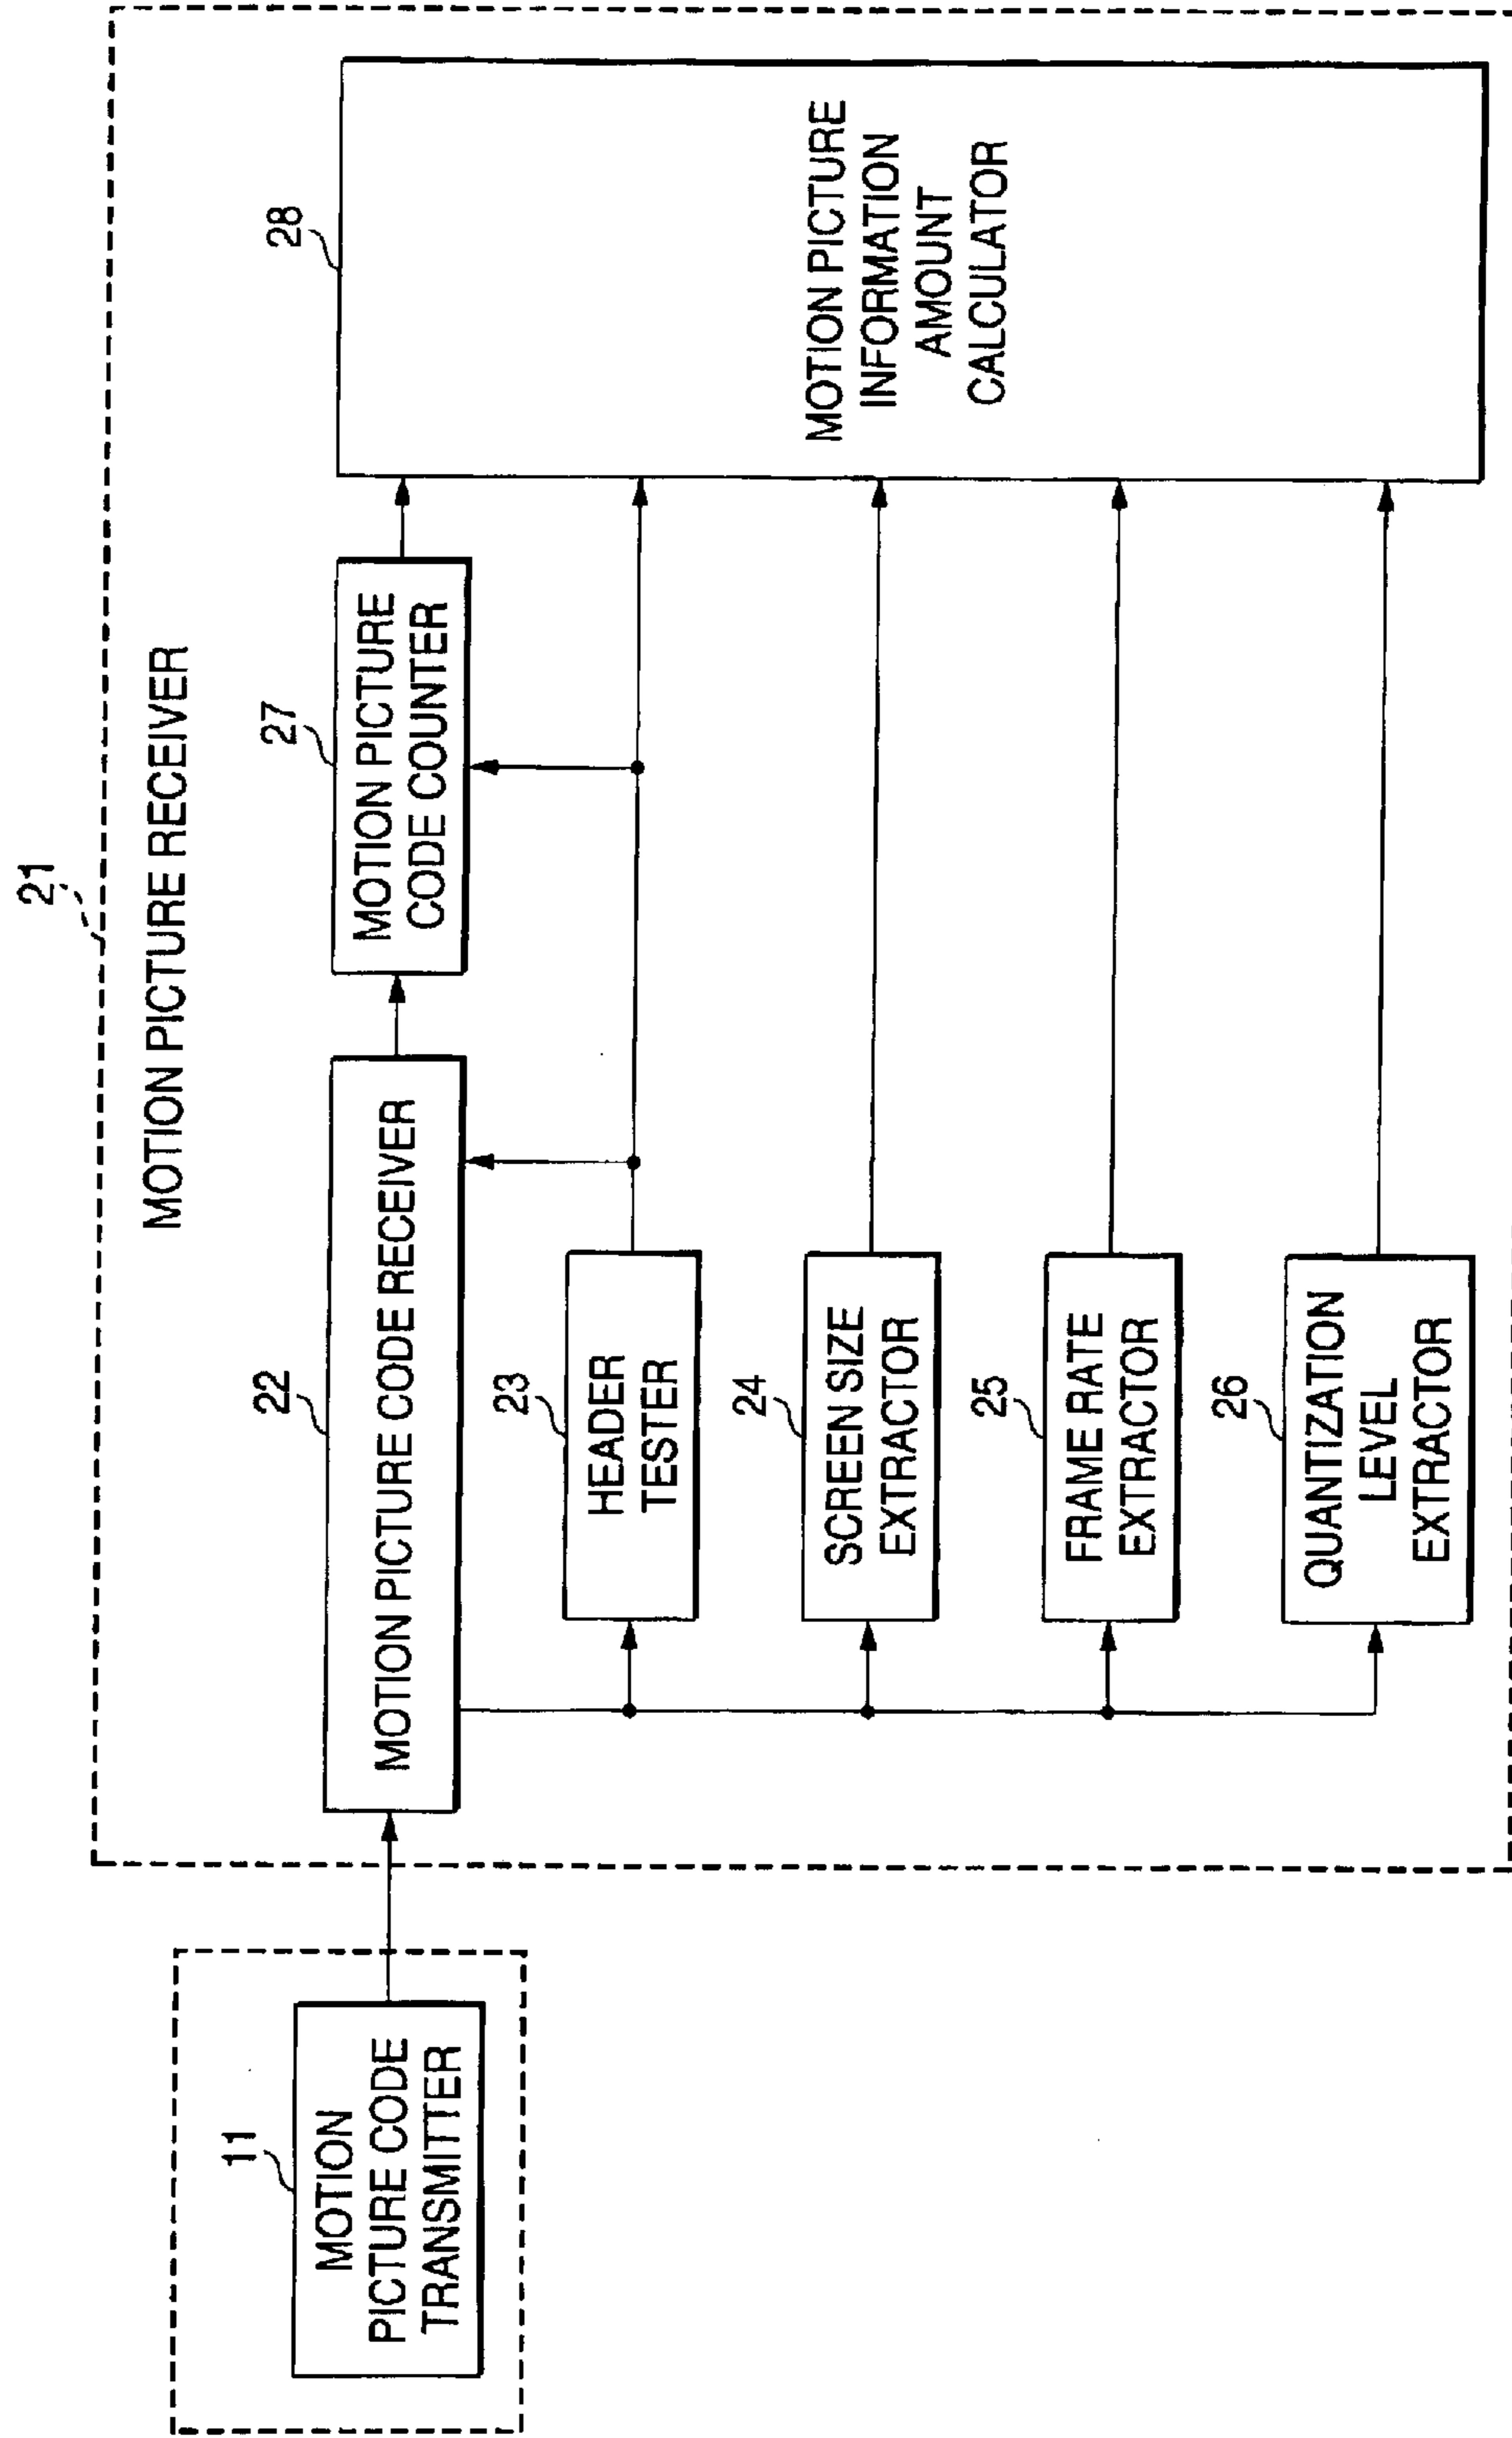 21
MOTION PICTURE RECEIVER
11
MOTION
PICTURE CODE
TRANSMITTER
22
MOTION PICTURE CODE RECEIVER
27
MOTION PICTURE
CODE COUNTER
28
MOTION PICTURE
INFORMATION
AMOUNT
CALCULATOR
23
HEADER
TESTER
24
SCREEN SIZE
EXTRACTOR
25
FRAME RATE
EXTRACTOR
26
QUANTIZATION
LEVEL
EXTRACTOR